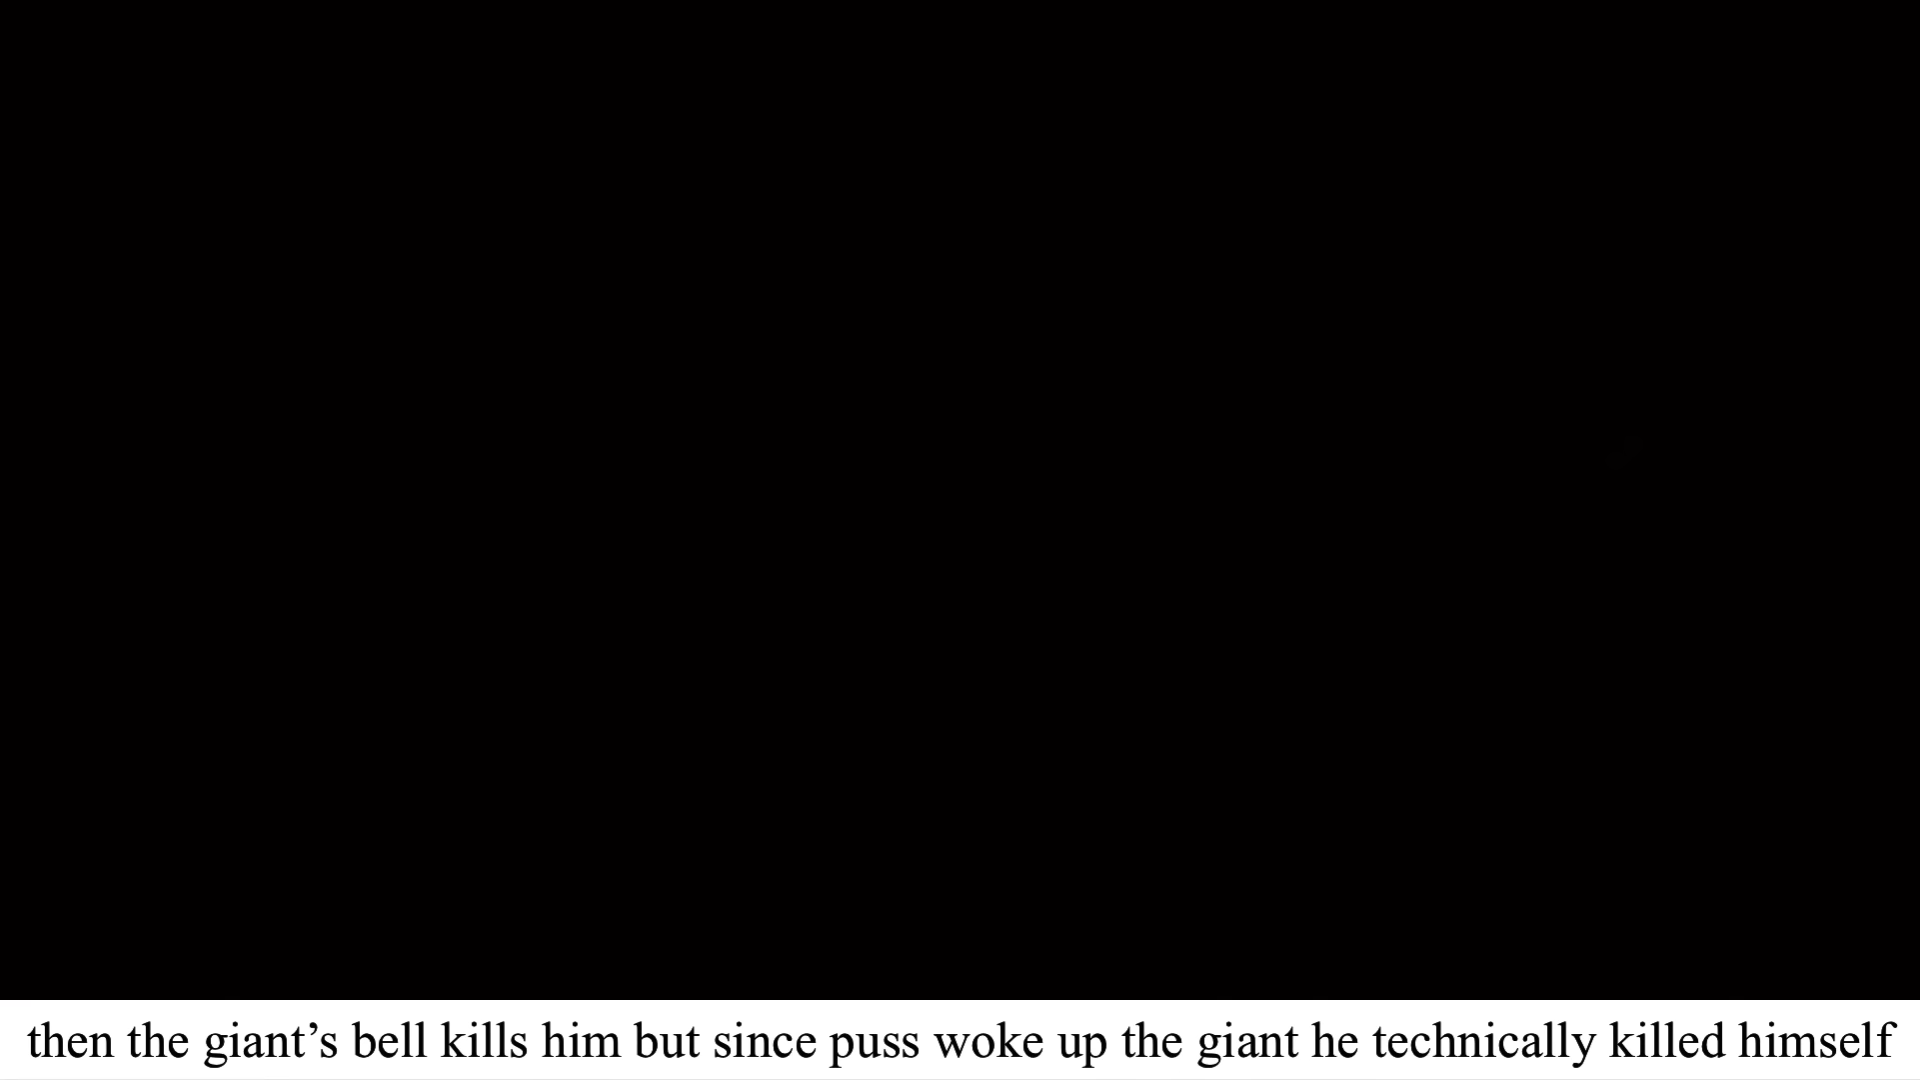 then the giant’s bell kills him but since puss woke up the giant he technically killed himself